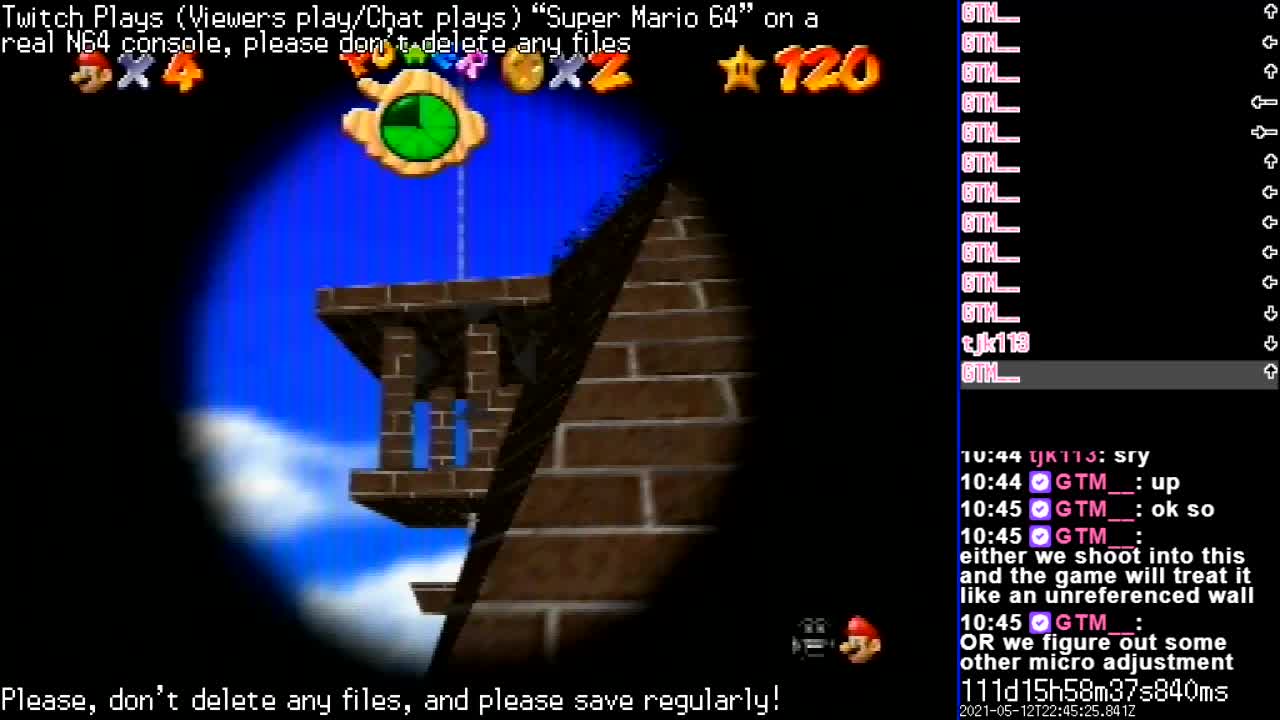 Twitch Plays (Viewers play/Chat plays) “Super Mario 64” on a
real N64 console, please don't delete any files
×4
POWER
×2
120
GTM__
GTM__
GTM__
GTM__
GTM__
GTM__
GTM__
GTM__
GTM__
GTM__
GTM__
tjk113
GTM__
10:44 tjk113: sry
10:44 GTM__: up
10:45 GTM__: ok so
10:45 GTM__:
either we shoot into this
and the game will treat it
like an unreferenced wall
10:45 GTM__:
OR we figure out some
other micro adjustment
111d15h58m37s840ms
2021-05-12T22:45:25.841Z
Please, don't delete any files, and please save regularly!